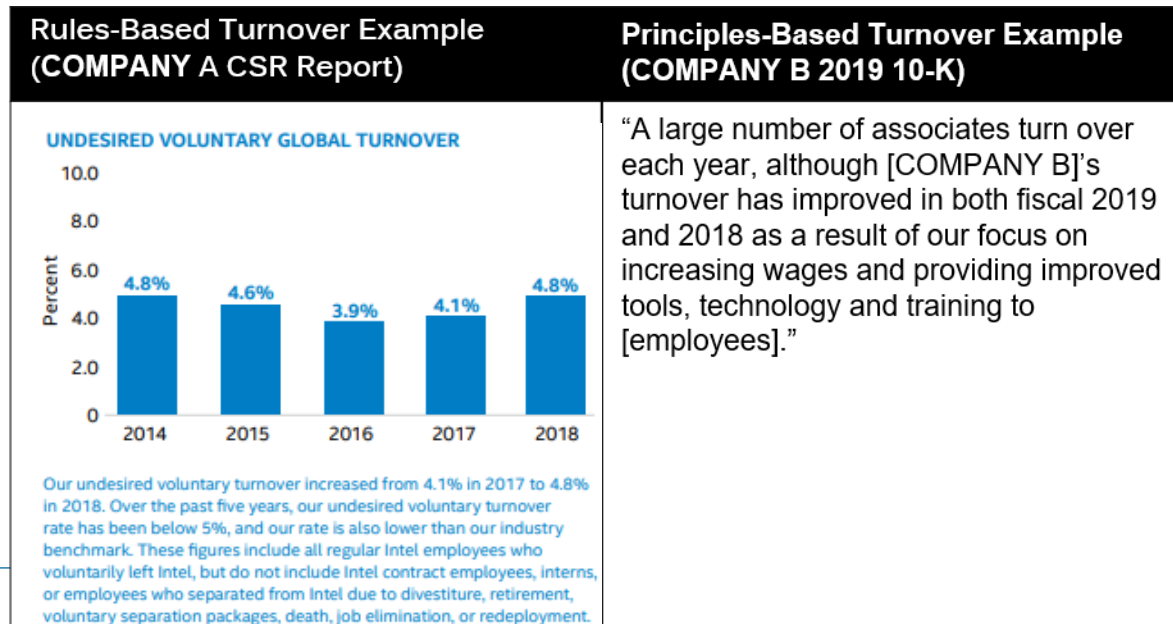 Rules-Based Turnover Example
(COMPANY A CSR Report)
UNDESIRED VOLUNTARY GLOBAL TURNOVER
Percent
10.0
8.0
6.0
4.0
2.0
0
4.8%
4.6%
3.9%
4.1%
4.8%
2014
2015
2016
2017
2018
Our undesired voluntary turnover increased from 4.1% in 2017 to 4.8%
in 2018. Over the past five years, our undesired voluntary turnover
rate has been below 5%, and our rate is also lower than our industry
benchmark. These figures include all regular Intel employees who
voluntarily left Intel, but do not include Intel contract employees, interns,
or employees who separated from Intel due to divestiture, retirement,
voluntary separation packages, death, job elimination, or redeployment.
Principles-Based Turnover Example
(COMPANY B 2019 10-K)
“A large number of associates turn over
each year, although [COMPANY B]’s
turnover has improved in both fiscal 2019
and 2018 as a result of our focus on
increasing wages and providing improved
tools, technology and training to
[employees].”